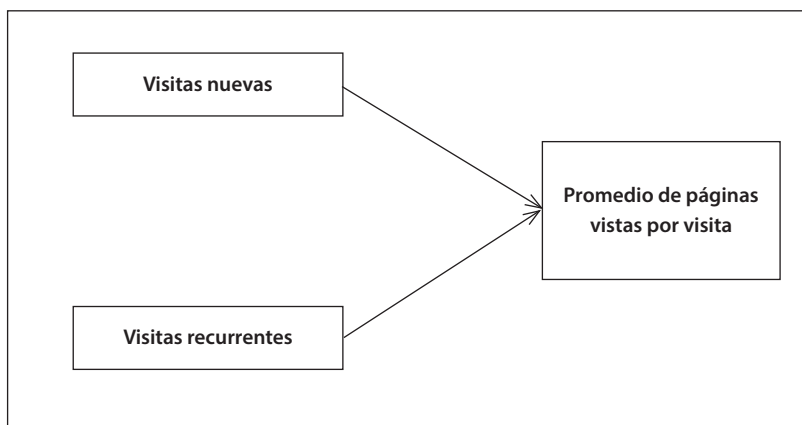 Visitas nuevas
Promedio de páginas
vistas por visita
Visitas recurrentes